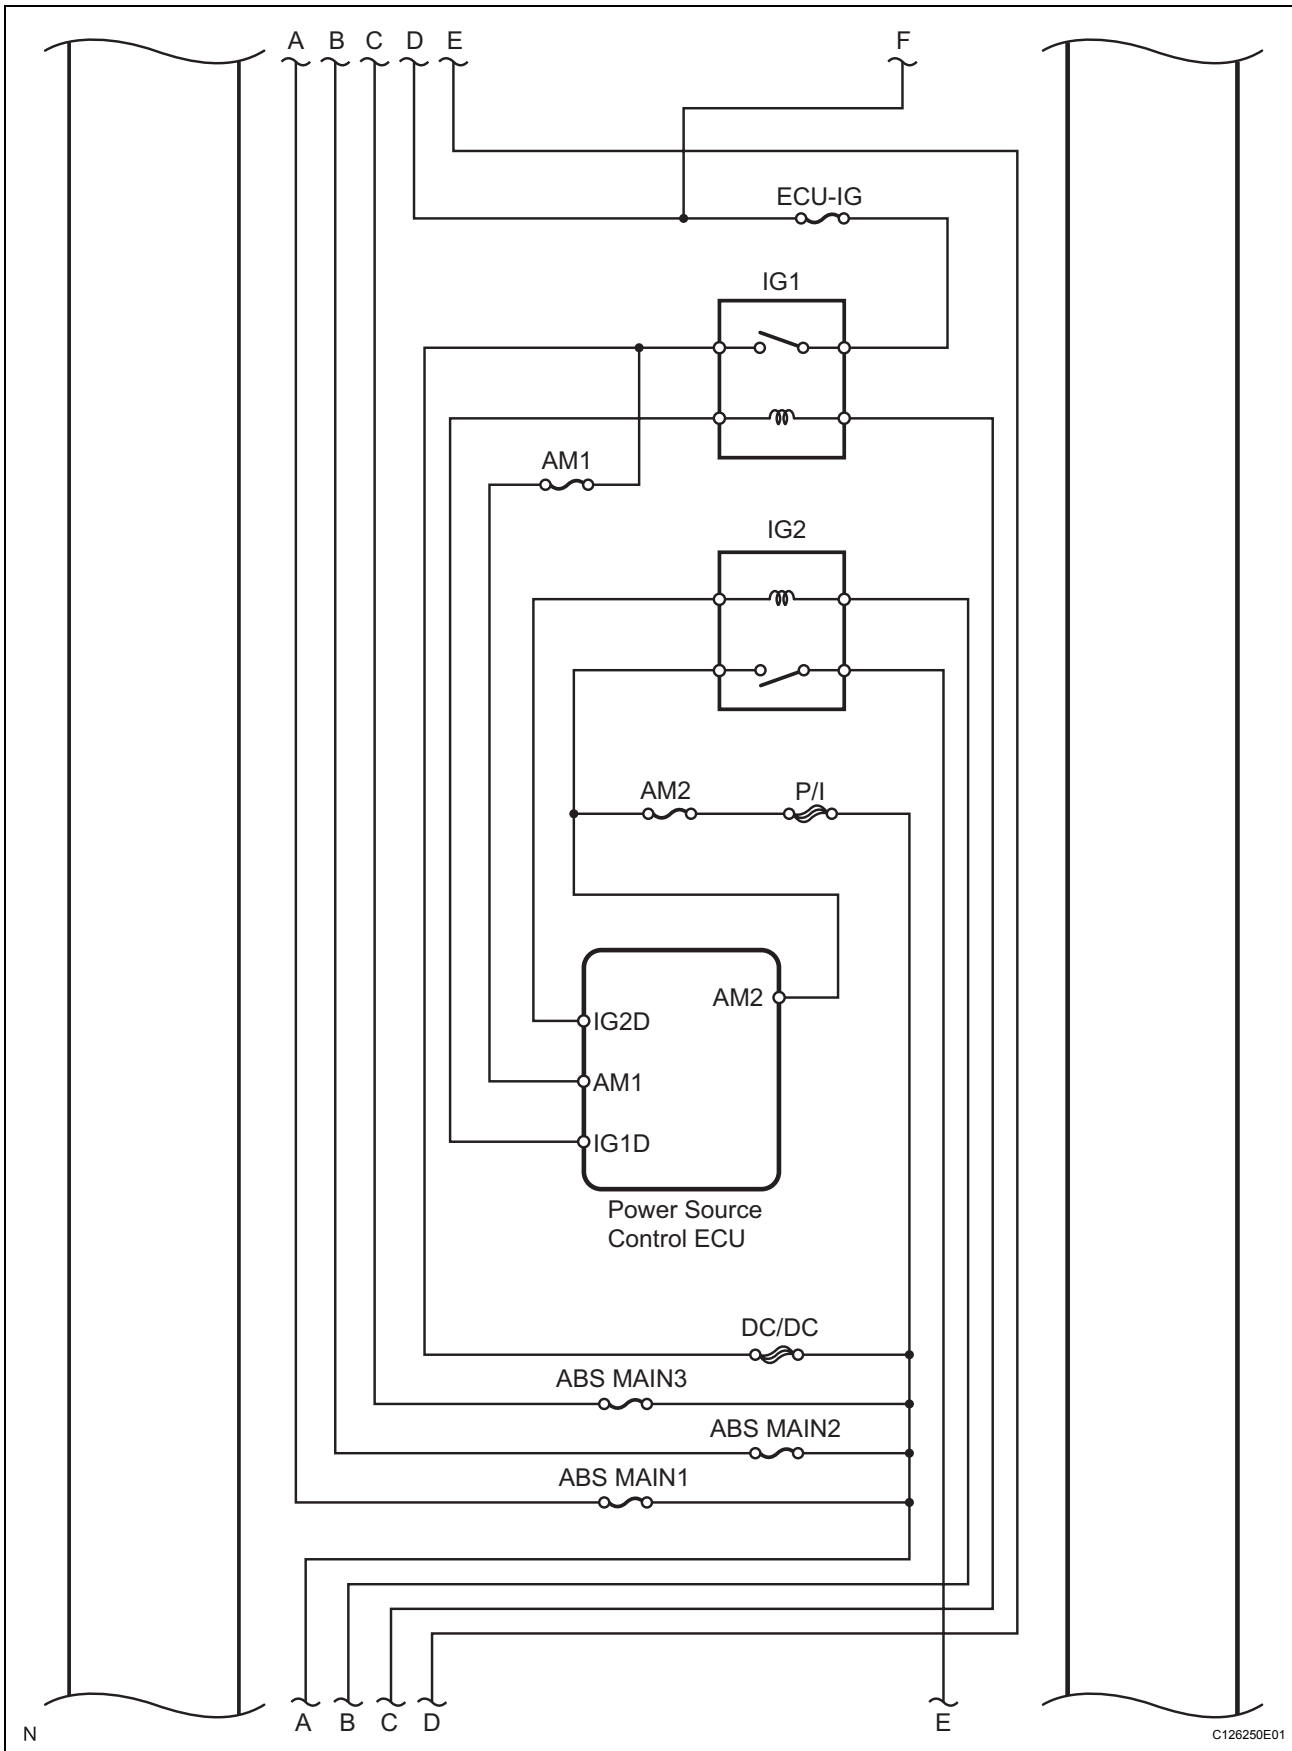 A B C D E F
ECU-IG
IG1
AM1
IG2
AM2 P/I
AM2
IG2D
AM1
IG1D
Power Source
Control ECU
DC/DC
ABS MAIN3
ABS MAIN2
ABS MAIN1
A B C D E
N C126250E01